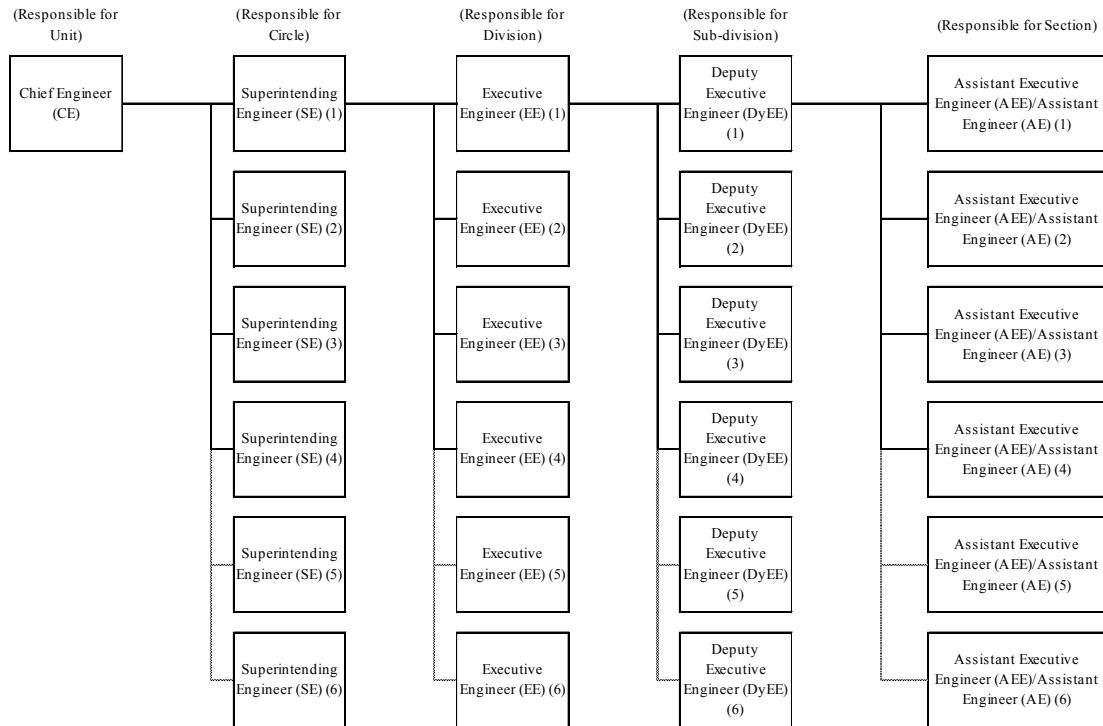 (Responsible for
Unit)
(Responsible for
Circle)
(Responsible for
Division)
(Responsible for
Sub-division)
(Responsible for Section)
Chief Engineer
(CE)
Superintending
Engineer (SE) (1)
Executive
Engineer (EE) (1)
Deputy
Executive
Engineer (DyEE)
(1)
Assistant Executive
Engineer (AEE)/Assistant
Engineer (AE) (1)
Superintending
Engineer (SE) (2)
Executive
Engineer (EE) (2)
Deputy
Executive
Engineer (DyEE)
(2)
Assistant Executive
Engineer (AEE)/Assistant
Engineer (AE) (2)
Superintending
Engineer (SE) (3)
Executive
Engineer (EE) (3)
Deputy
Executive
Engineer (DyEE)
(3)
Assistant Executive
Engineer (AEE)/Assistant
Engineer (AE) (3)
Superintending
Engineer (SE) (4)
Executive
Engineer (EE) (4)
Deputy
Executive
Engineer (DyEE)
(4)
Assistant Executive
Engineer (AEE)/Assistant
Engineer (AE) (4)
Superintending
Engineer (SE) (5)
Executive
Engineer (EE) (5)
Deputy
Executive
Engineer (DyEE)
(5)
Assistant Executive
Engineer (AEE)/Assistant
Engineer (AE) (5)
Superintending
Engineer (SE) (6)
Executive
Engineer (EE) (6)
Deputy
Executive
Engineer (DyEE)
(6)
Assistant Executive
Engineer (AEE)/Assistant
Engineer (AE) (6)